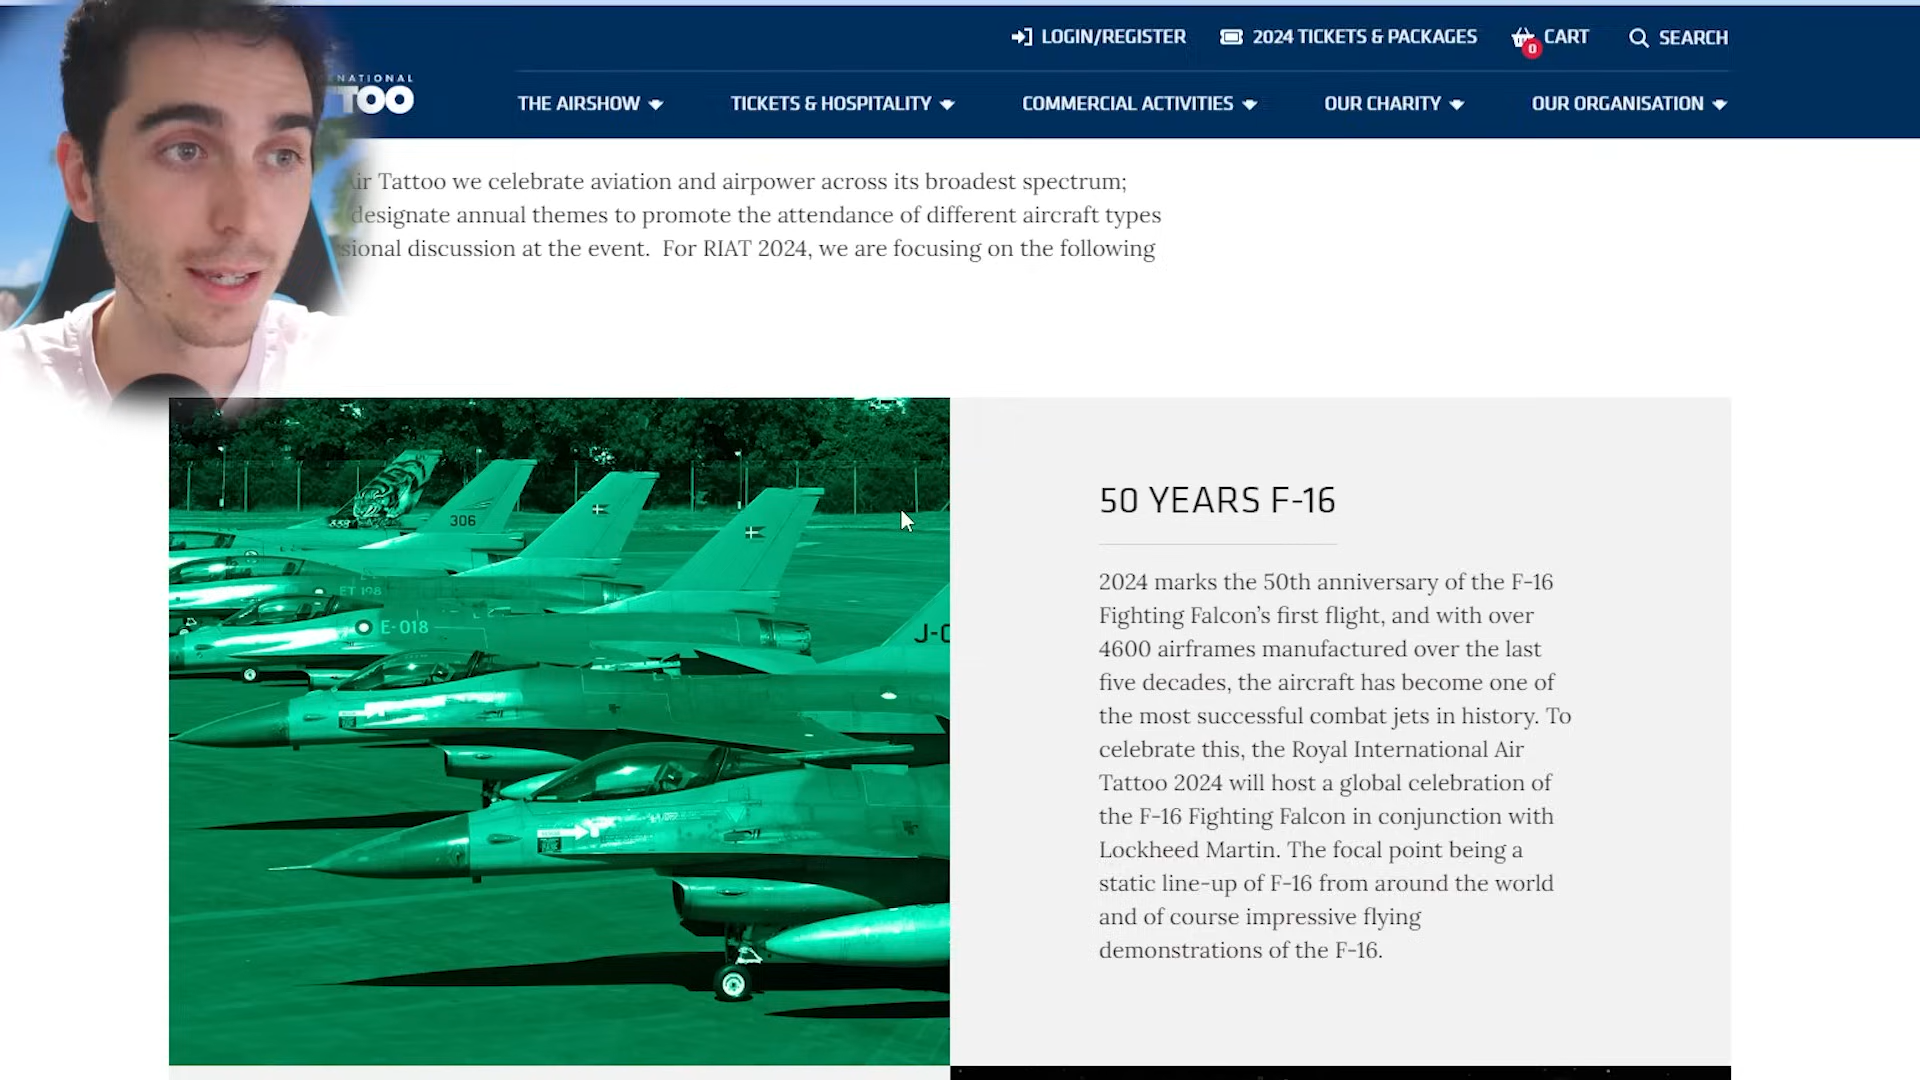 LOGIN/REGISTER 2024 TICKETS & PACKAGES 0 CART SEARCH
NATIONAL
TOO
THE AIRSHOW TICKETS & HOSPITALITY COMMERCIAL ACTIVITIES OUR CHARITY OUR ORGANISATION
Air Tattoo we celebrate aviation and airpower across its broadest spectrum;
designate annual themes to promote the attendance of different aircraft types
sional discussion at the event. For RIAT 2024, we are focusing on the following
306
ET 198
E-018
J-0
50 YEARS F-16
2024 marks the 50th anniversary of the F-16
Fighting Falcon’s first flight, and with over
4600 airframes manufactured over the last
five decades, the aircraft has become one of
the most successful combat jets in history. To
celebrate this, the Royal International Air
Tattoo 2024 will host a global celebration of
the F-16 Fighting Falcon in conjunction with
Lockheed Martin. The focal point being a
static line-up of F-16 from around the world
and of course impressive flying
demonstrations of the F-16.